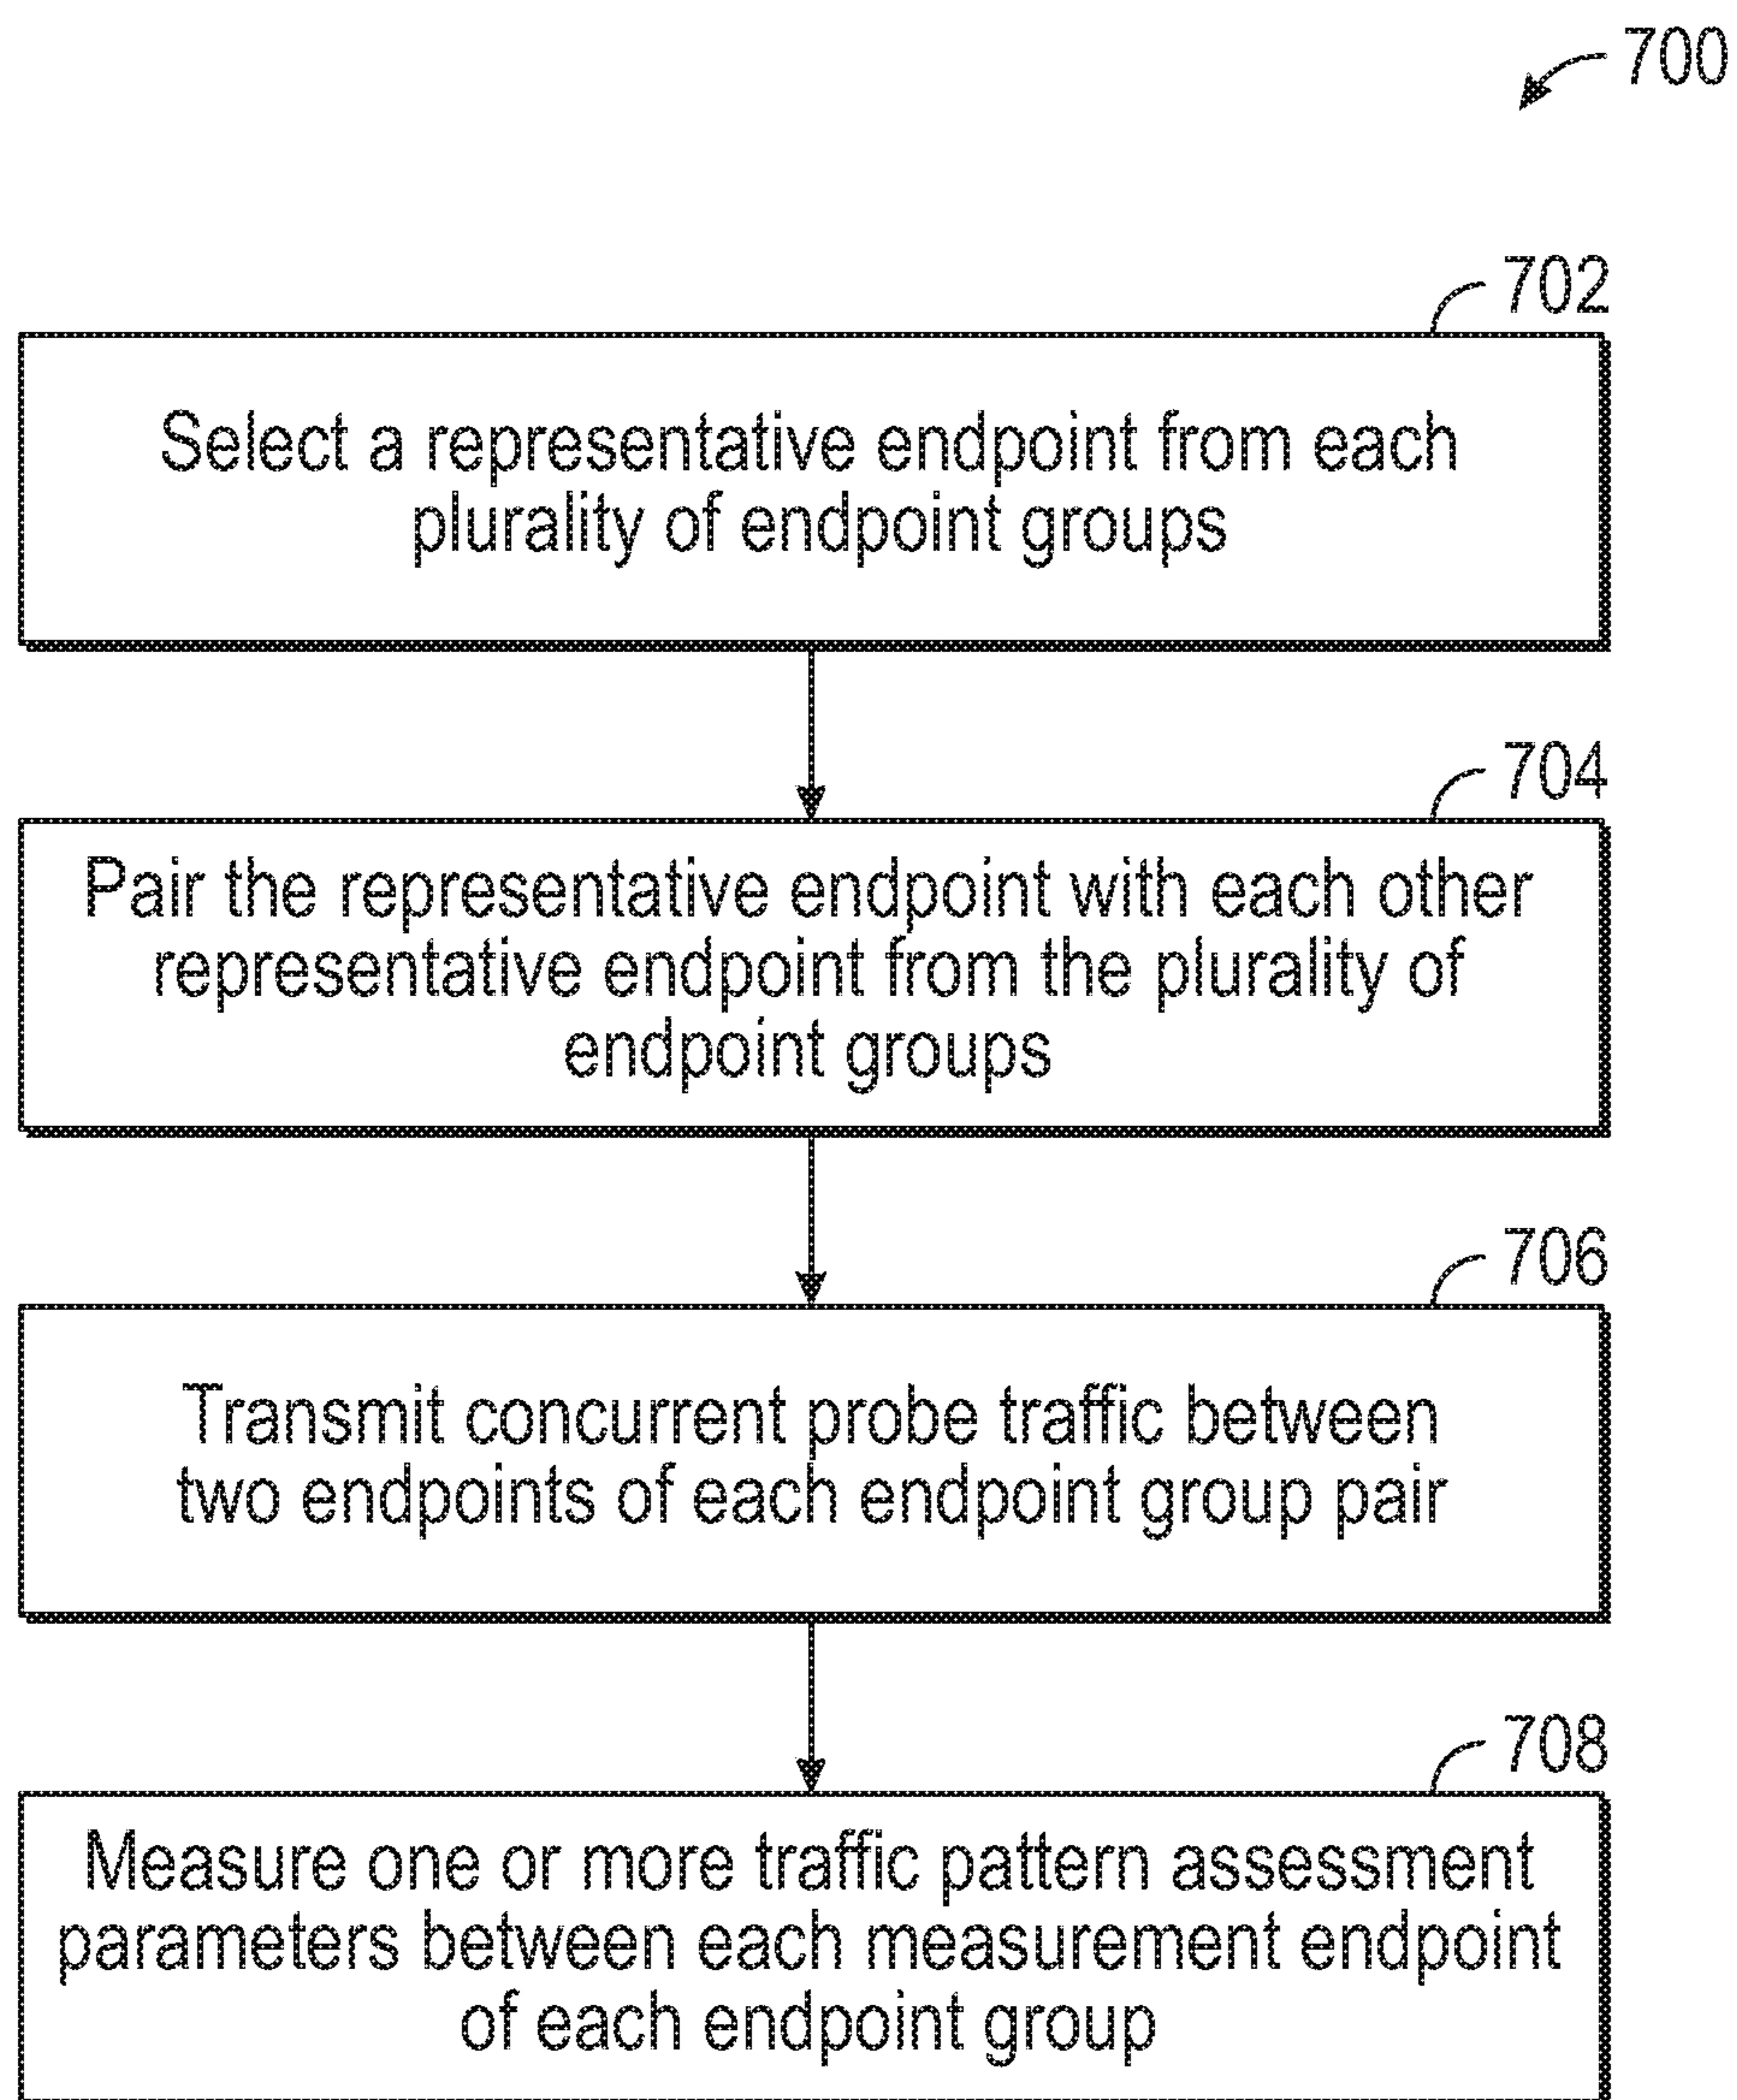 700
702
Select a representative endpoint from each
plurality of endpoint groups
704
Pair the representative endpoint with each other
representative endpoint from the plurality of
endpoint groups
706
Transmit concurrent probe traffic between
two endpoints of each endpoint group pair
708
Measure one or more traffic pattern assessment
parameters between each measurement endpoint
of each endpoint group